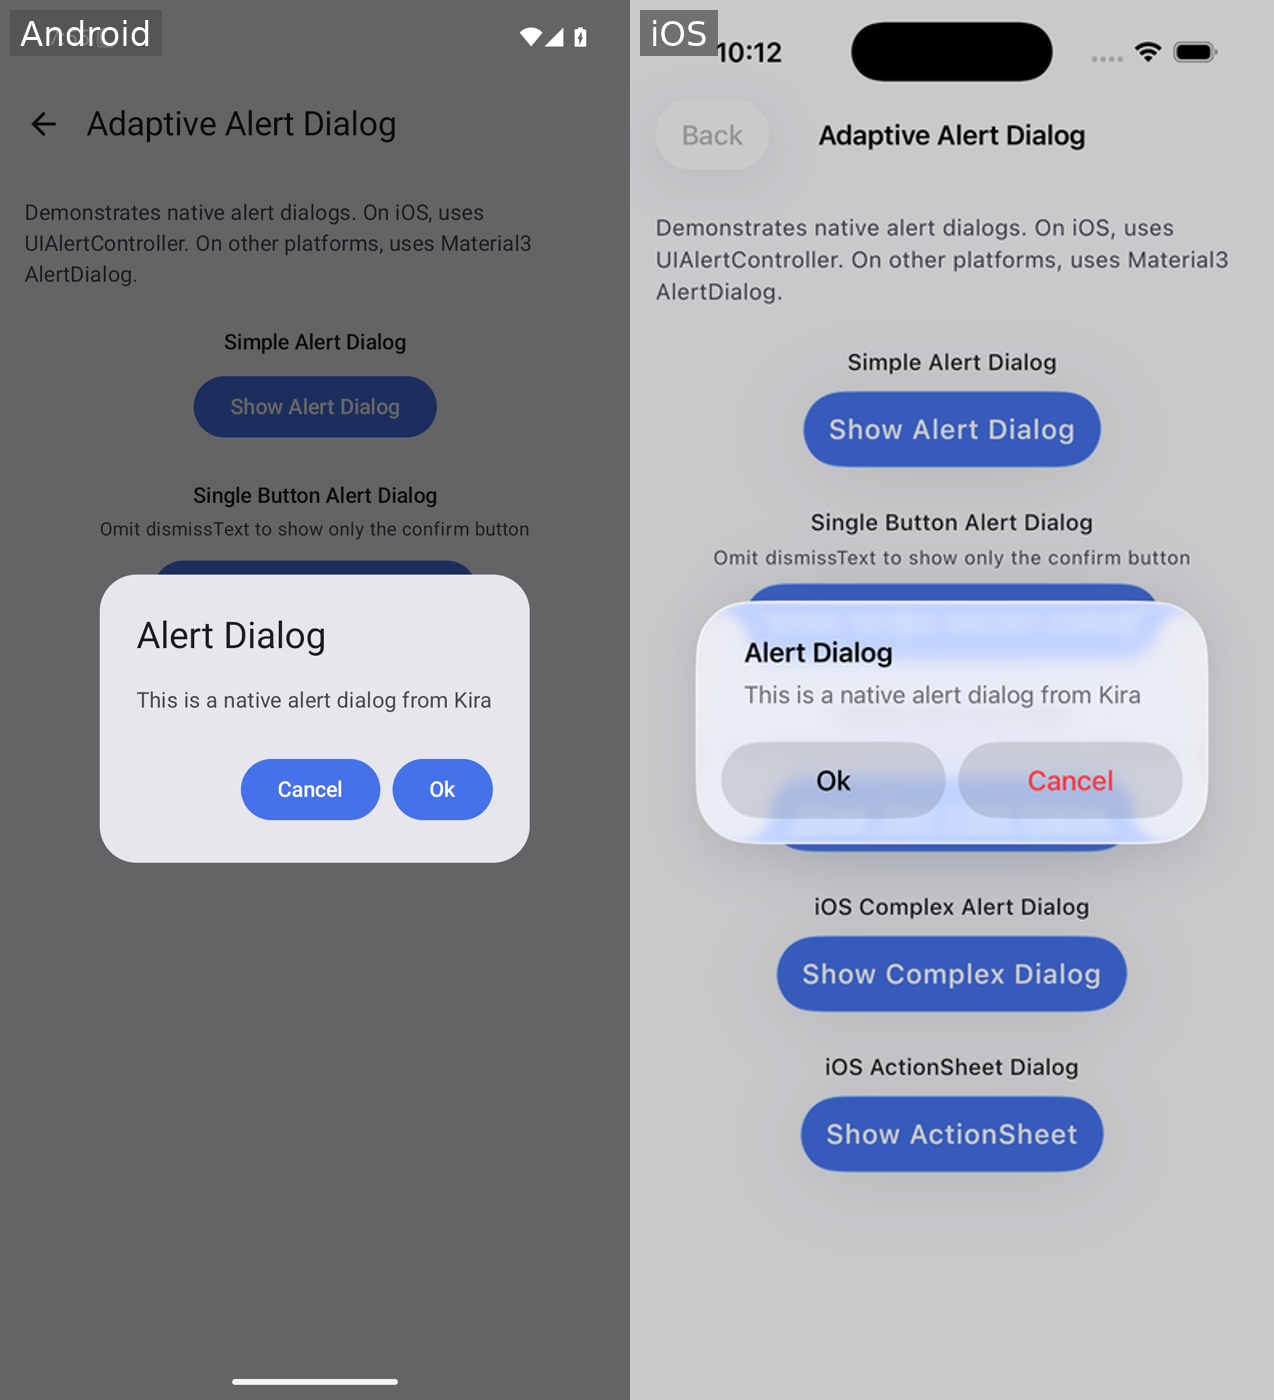 Android
Adaptive Alert Dialog
Demonstrates native alert dialogs. On iOS, uses
UIAlertController. On other platforms, uses Material3
AlertDialog.
Simple Alert Dialog
Show Alert Dialog
Single Button Alert Dialog
Omit dismissText to show only the confirm button
Alert Dialog
This is a native alert dialog from Kira
Cancel
Ok
iOS
10:12
Back
Adaptive Alert Dialog
Demonstrates native alert dialogs. On iOS, uses
UIAlertController. On other platforms, uses Material3
AlertDialog.
Simple Alert Dialog
Show Alert Dialog
Single Button Alert Dialog
Omit dismissText to show only the confirm button
Alert Dialog
This is a native alert dialog from Kira
Ok
Cancel
iOS Complex Alert Dialog
Show Complex Dialog
iOS ActionSheet Dialog
Show ActionSheet